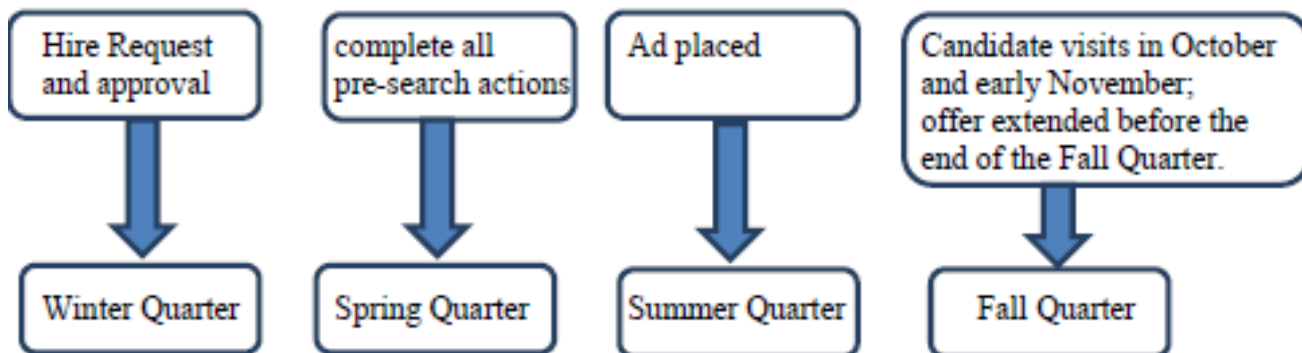 Hire Request
and approval
complete all
pre-search actions
Ad placed
Candidate visits in October
and early November;
offer extended before the
end of the Fall Quarter.
Winter Quarter
Spring Quarter
Summer Quarter
Fall Quarter